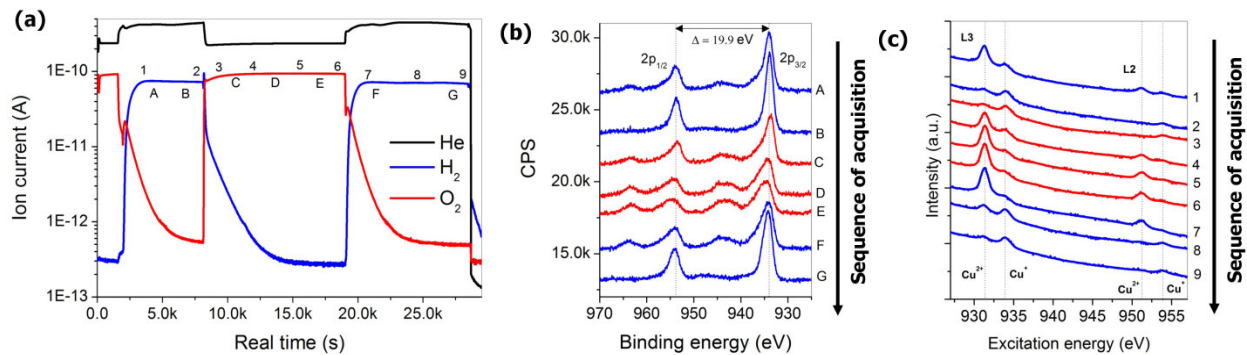 (a)
Ion current (A)
1E-10
1E-11
1E-12
1E-13
1 2 3 4 5 6 7 8 9
A B C D E F G
He
H2
O2
0.0 5.0k 10.0k 15.0k 20.0k 25.0k
Real time (s)
(b)
CPS
30.0k
25.0k
20.0k
15.0k
Δ = 19.9 eV
2p1/2
2p3/2
A
B
C
D
E
F
G
970 960 950 940 930
Binding energy (eV)
Sequence of acquisition
(c)
Intensity (a.u.)
L3
L2
1
2
3
4
5
6
7
8
9
Cu2+ Cu+ Cu2+ Cu+
930 935 940 945 950 955
Excitation energy (eV)
Sequence of acquisition